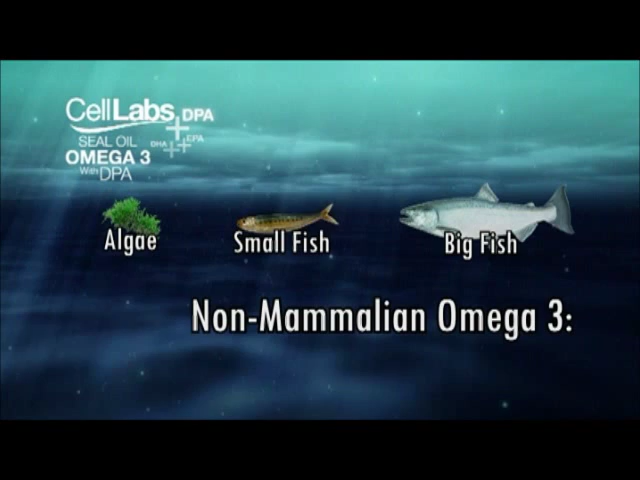 CellLabs DPA
SEAL OIL DHA EPA
OMEGA 3
With DPA
Algae
Small Fish
Big Fish
Non-Mammalian Omega 3: